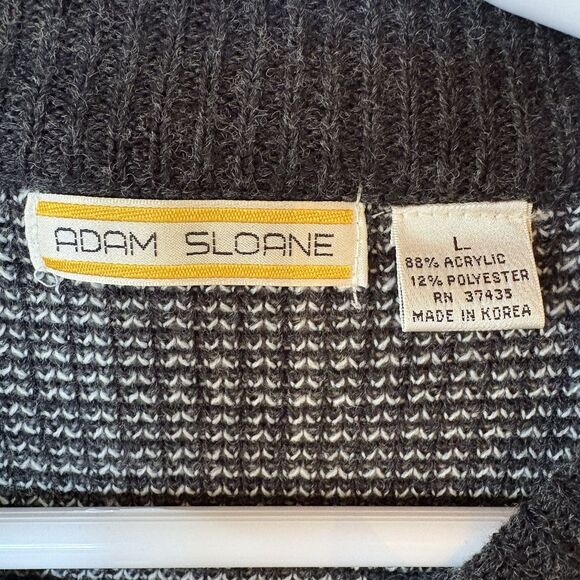 ADAM SLOANE
L
88% ACRYLIC
12% POLYESTER
RN 37435
MADE IN KOREA